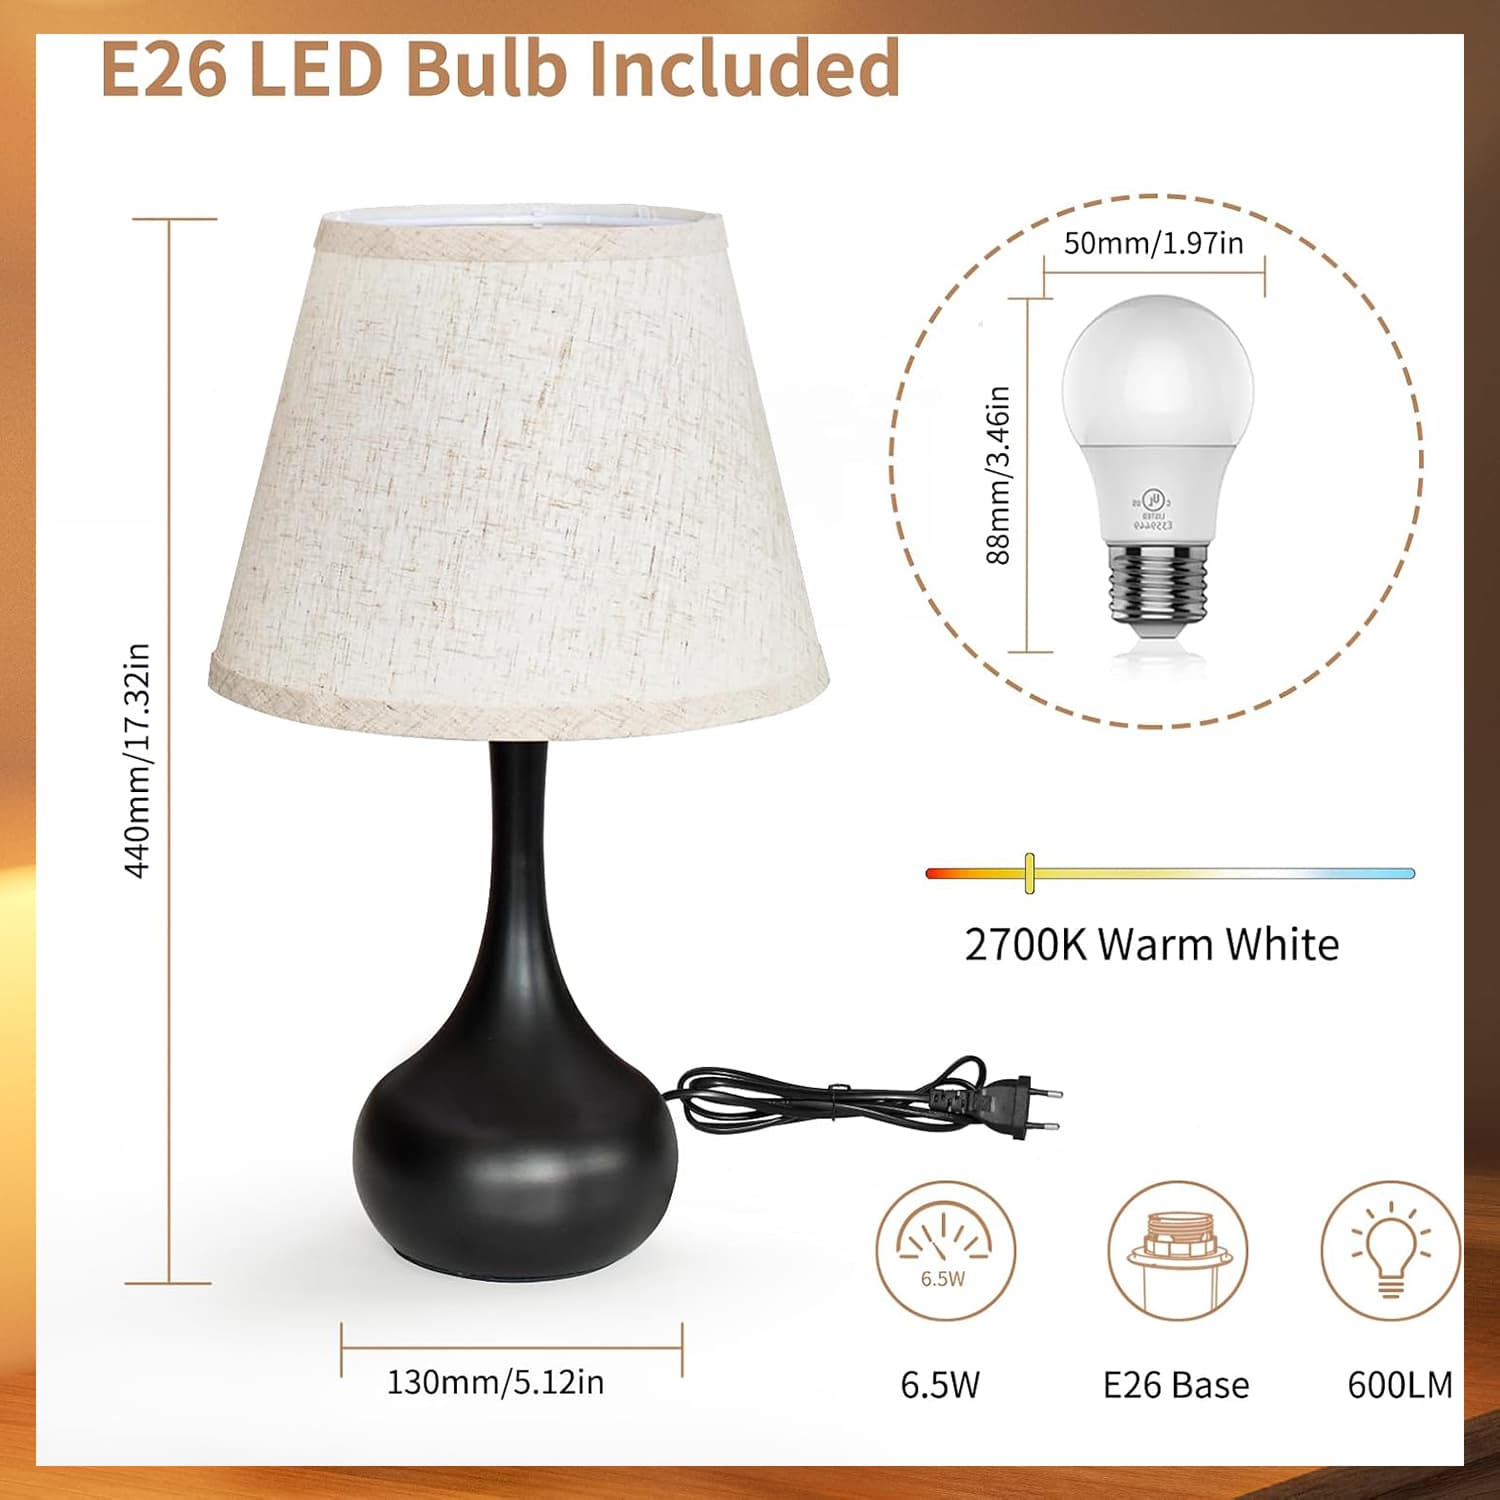 E26 LED Bulb Included
50mm/1.97in
88mm/3.46in
440mm/17.32in
2700K Warm White
130mm/5.12in
6.5W
6.5W
E26 Base
600LM